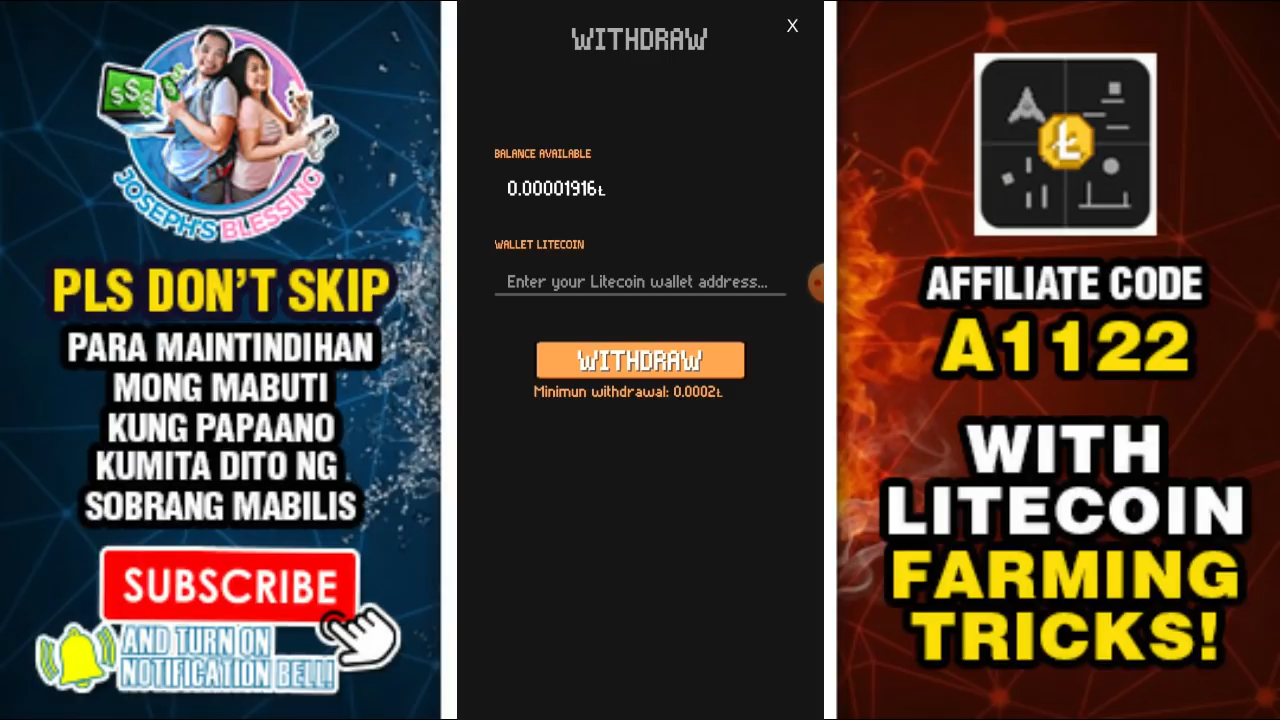 JOSEPH'S BLESSING
PLS DON'T SKIP
PARA MAINTINDIHAN
MONG MABUTI
KUNG PAPAANO
KUMITA DITO NG
SOBRANG MABILIS
SUBSCRIBE
AND TURN ON
NOTIFICATION BELL!
WITHDRAW
X
BALANCE AVAILABLE
0.00001916Ł
WALLET LITECOIN
Enter your Litecoin wallet address...
WITHDRAW
Minimun withdrawal: 0.0002Ł
AFFILIATE CODE
A1122
WITH
LITECOIN
FARMING
TRICKS!